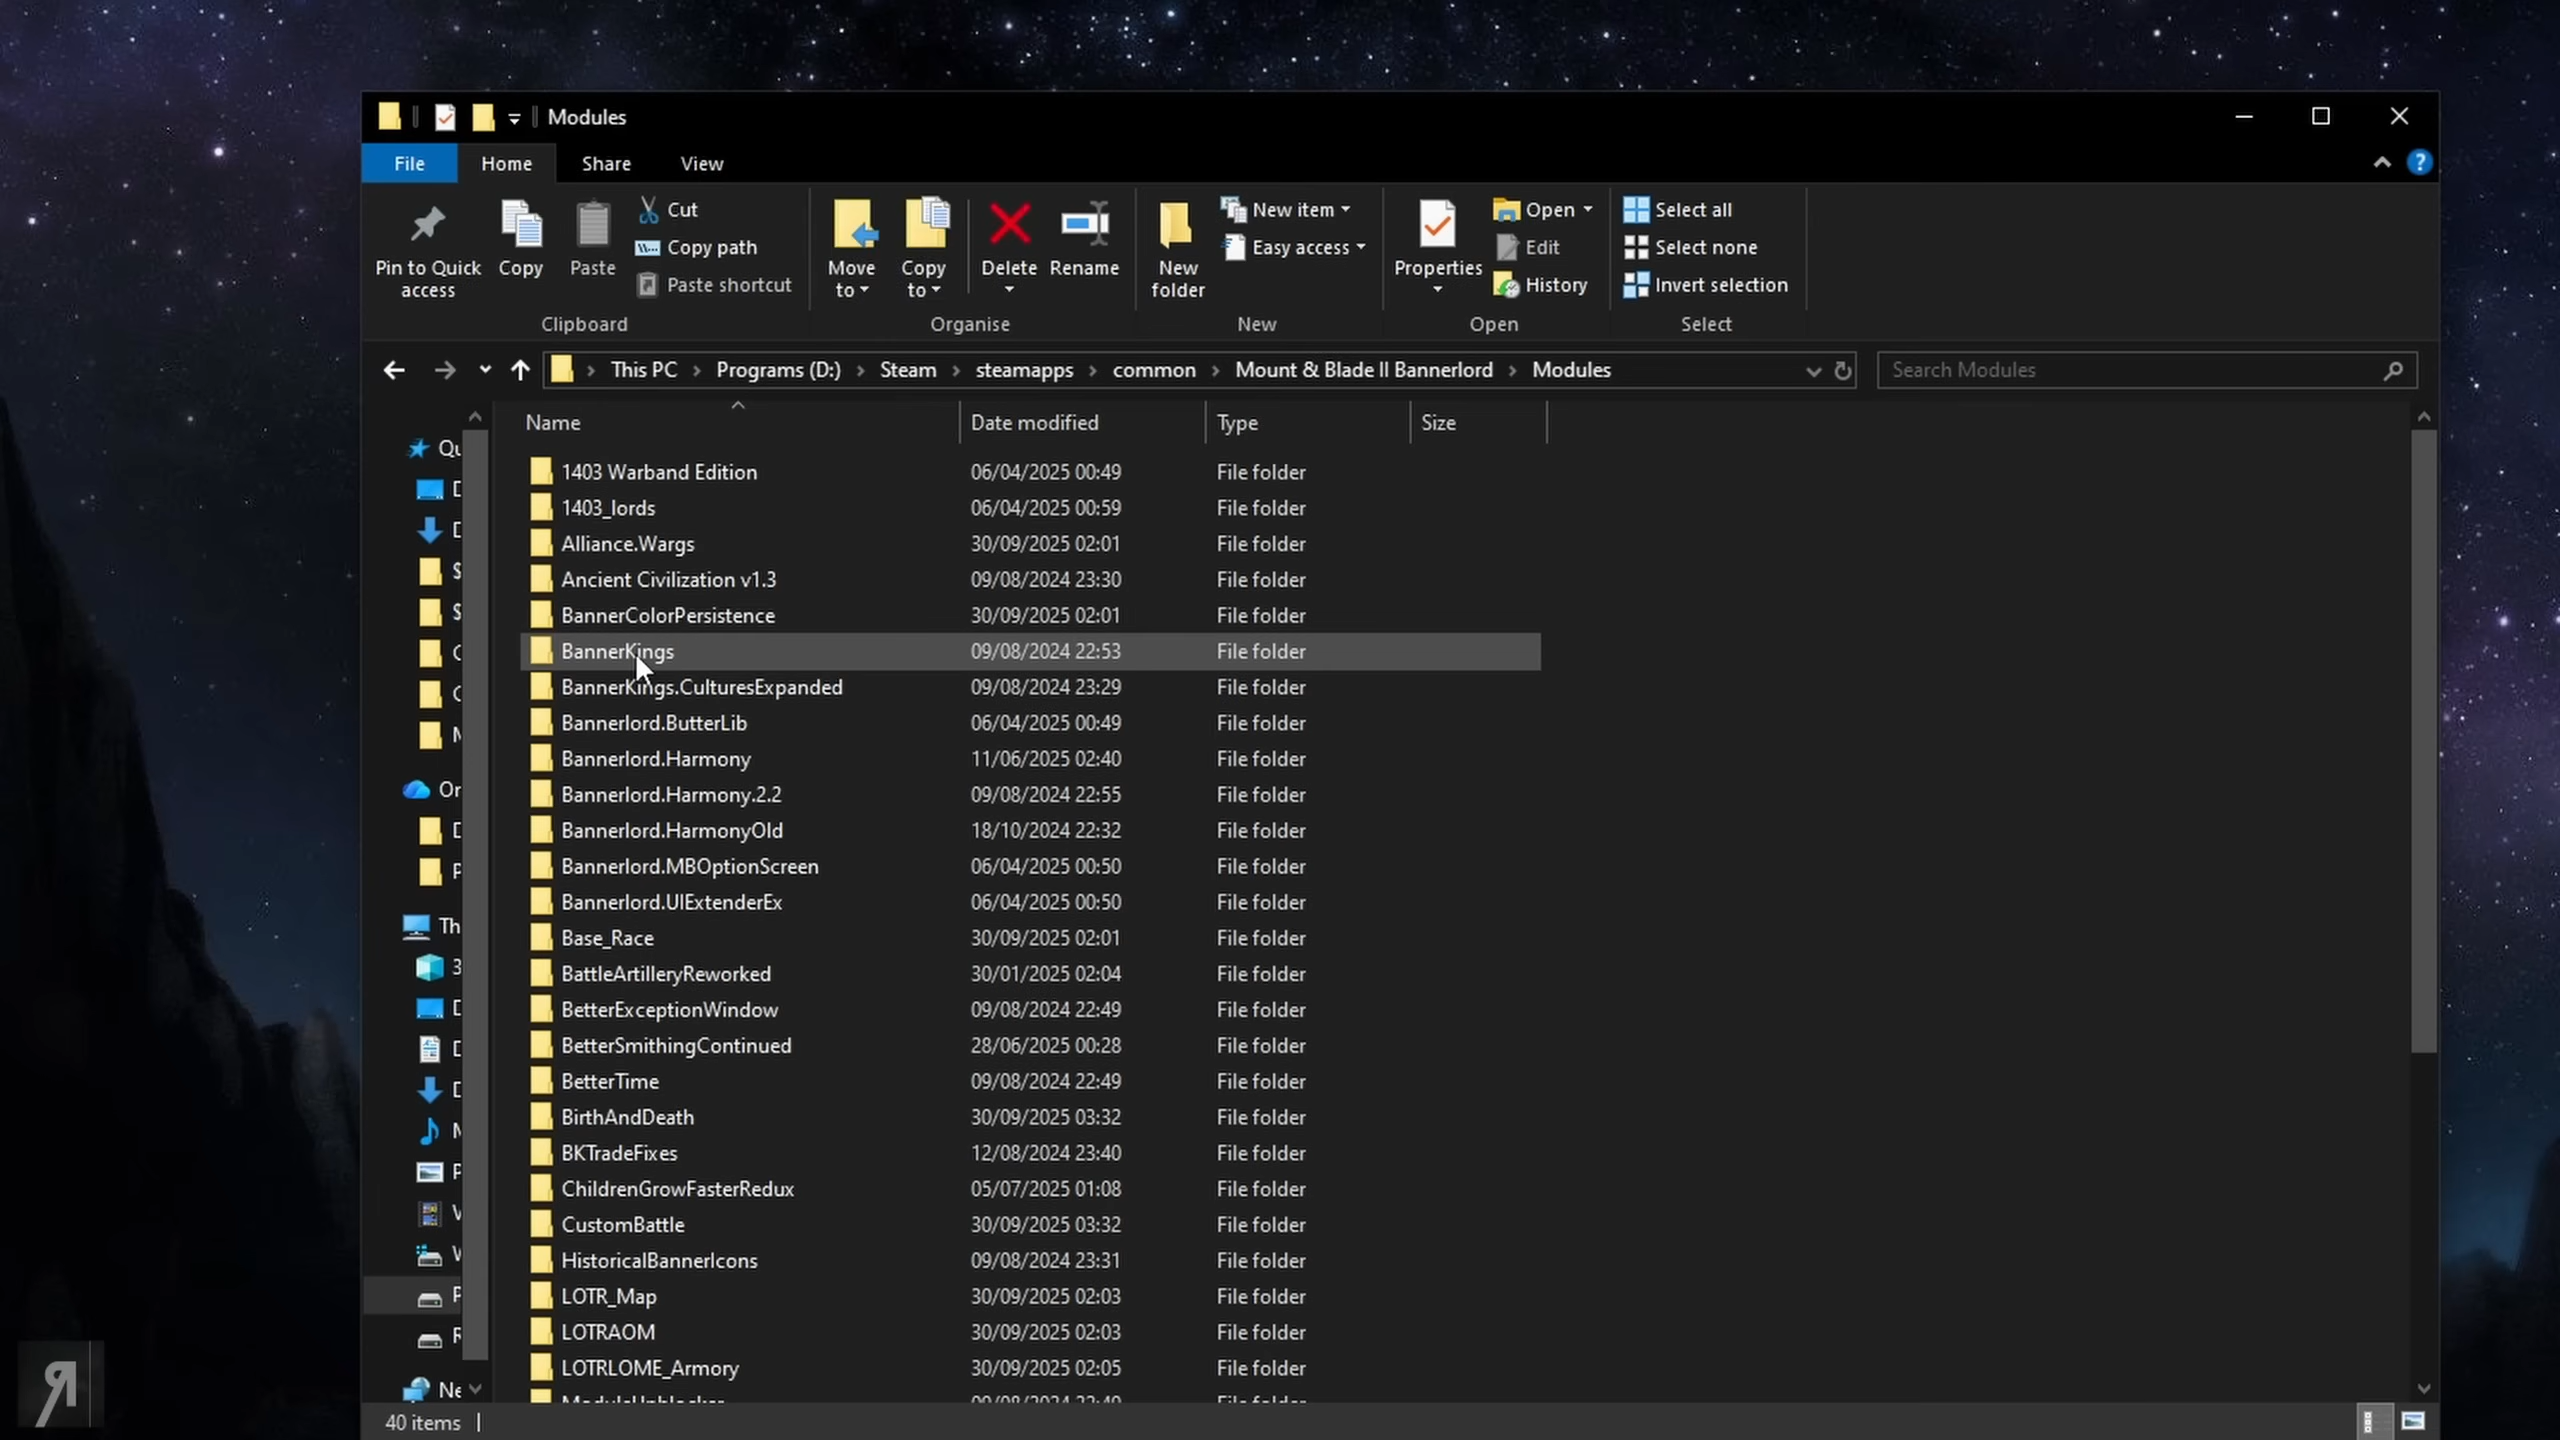 Modules
File Home Share View
Pin to Quick access
Copy
Paste
Cut
Copy path
Paste shortcut
Clipboard
Move to
Copy to
Delete
Rename
Organise
New folder
New item
Easy access
New
Properties
Open
Edit
History
Open
Select all
Select none
Invert selection
Select
This PC > Programs (D:) > Steam > steamapps > common > Mount & Blade II Bannerlord > Modules
Search Modules
Name Date modified Type Size
1403 Warband Edition 06/04/2025 00:49 File folder
1403_lords 06/04/2025 00:59 File folder
Alliance.Wargs 30/09/2025 02:01 File folder
Ancient Civilization v1.3 09/08/2024 23:30 File folder
BannerColorPersistence 30/09/2025 02:01 File folder
BannerKings 09/08/2024 22:53 File folder
BannerKings.CulturesExpanded 09/08/2024 23:29 File folder
Bannerlord.ButterLib 06/04/2025 00:49 File folder
Bannerlord.Harmony 11/06/2025 02:40 File folder
Bannerlord.Harmony.2.2 09/08/2024 22:55 File folder
Bannerlord.HarmonyOld 18/10/2024 22:32 File folder
Bannerlord.MBOptionScreen 06/04/2025 00:50 File folder
Bannerlord.UIExtenderEx 06/04/2025 00:50 File folder
Base_Race 30/09/2025 02:01 File folder
BattleArtilleryReworked 30/01/2025 02:04 File folder
BetterExceptionWindow 09/08/2024 22:49 File folder
BetterSmithingContinued 28/06/2025 00:28 File folder
BetterTime 09/08/2024 22:49 File folder
BirthAndDeath 30/09/2025 03:32 File folder
BKTradeFixes 12/08/2024 23:40 File folder
ChildrenGrowFasterRedux 05/07/2025 01:08 File folder
CustomBattle 30/09/2025 03:32 File folder
HistoricalBannerIcons 09/08/2024 23:31 File folder
LOTR_Map 30/09/2025 02:03 File folder
LOTRAOM 30/09/2025 02:03 File folder
LOTRLOME_Armory 30/09/2025 02:05 File folder
40 items